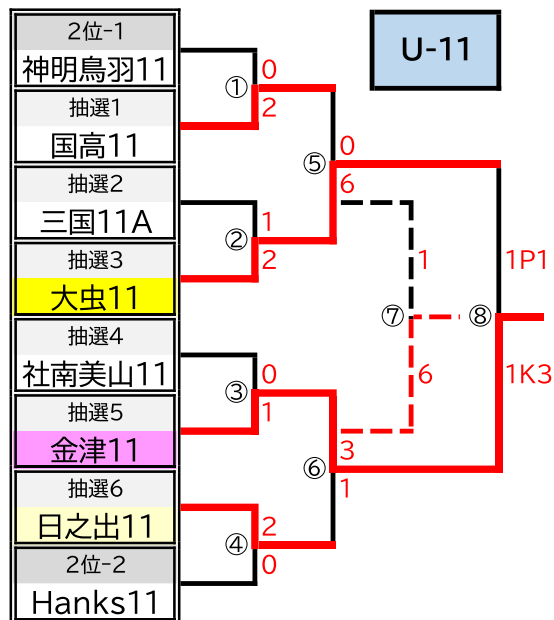 2位-1
神明鳥羽11
抽選1
国高11
抽選2
三国11A
抽選3
大虫11
抽選4
社南美山11
抽選5
金津11
抽選6
日之出11
2位-2
Hanks11
① 0
2
② 1
2
③ 0
1
④ 2
0
⑤ 0
6
⑥ 3
1
⑦ 1
6
⑧ 1P1
1K3
U-11